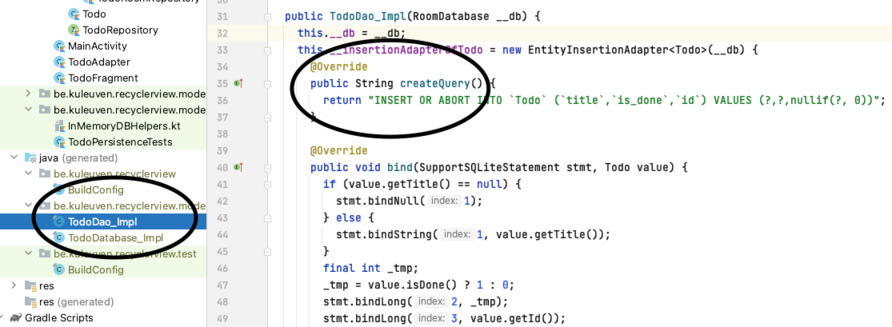 Todo
TodoRepository
MainActivity
TodoAdapter
TodoFragment
be.kuleuven.recyclerview.mode
be.kuleuven.recyclerview.mode
InMemoryDBHelpers.kt
TodoPersistenceTests
java (generated)
be.kuleuven.recyclerview
BuildConfig
be.kuleuven.recyclerview.mode
TodoDao_Impl
TodoDatabase_Impl
be.kuleuven.recyclerview.test
BuildConfig
res
res (generated)
Gradle Scripts
31 public TodoDao_Impl(RoomDatabase __db) {
32 this.__db = __db;
33 this.__insertionAdapterOfTodo = new EntityInsertionAdapter<Todo>(__db) {
34 @Override
35 public String createQuery() {
36 return "INSERT OR ABORT INTO `Todo` (`title`,`is_done`,`id`) VALUES (?,?,nullif(?, 0))";
37 }
38
39 @Override
40 public void bind(SupportSQLiteStatement stmt, Todo value) {
41 if (value.getTitle() == null) {
42 stmt.bindNull( index: 1);
43 } else {
44 stmt.bindString( index: 1, value.getTitle());
45 }
46 final int _tmp;
47 _tmp = value.isDone() ? 1 : 0;
48 stmt.bindLong( index: 2, _tmp);
49 stmt.bindLong( index: 3, value.getId());